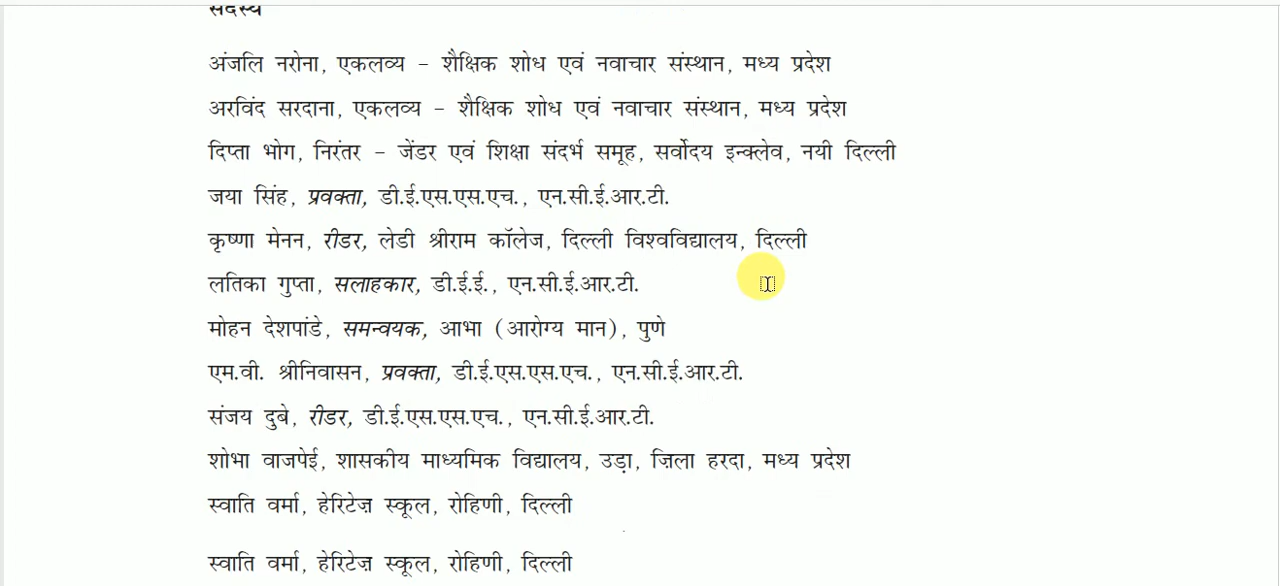 सदस्य
अंजलि नरोना, एकलव्य – शैक्षिक शोध एवं नवाचार संस्थान, मध्य प्रदेश
अरविंद सरदाना, एकलव्य – शैक्षिक शोध एवं नवाचार संस्थान, मध्य प्रदेश
दिप्ता भोग, निरंतर – जेंडर एवं शिक्षा संदर्भ समूह, सर्वोदय इन्क्लेव, नयी दिल्ली
जया सिंह, प्रवक्ता, डी.ई.एस.एस.एच., एन.सी.ई.आर.टी.
कृष्णा मेनन, रीडर, लेडी श्रीराम कॉलेज, दिल्ली विश्वविद्यालय, दिल्ली
लतिका गुप्ता, सलाहकार, डी.ई.ई., एन.सी.ई.आर.टी.
मोहन देशपांडे, समन्वयक, आभा (आरोग्य मान), पुणे
एम.वी. श्रीनिवासन, प्रवक्ता, डी.ई.एस.एस.एच., एन.सी.ई.आर.टी.
संजय दुबे, रीडर, डी.ई.एस.एस.एच., एन.सी.ई.आर.टी.
शोभा वाजपेई, शासकीय माध्यमिक विद्यालय, उड़ा, ज़िला हरदा, मध्य प्रदेश
स्वाति वर्मा, हेरिटेज़ स्कूल, रोहिणी, दिल्ली
स्वाति वर्मा, हेरिटेज़ स्कूल, रोहिणी, दिल्ली